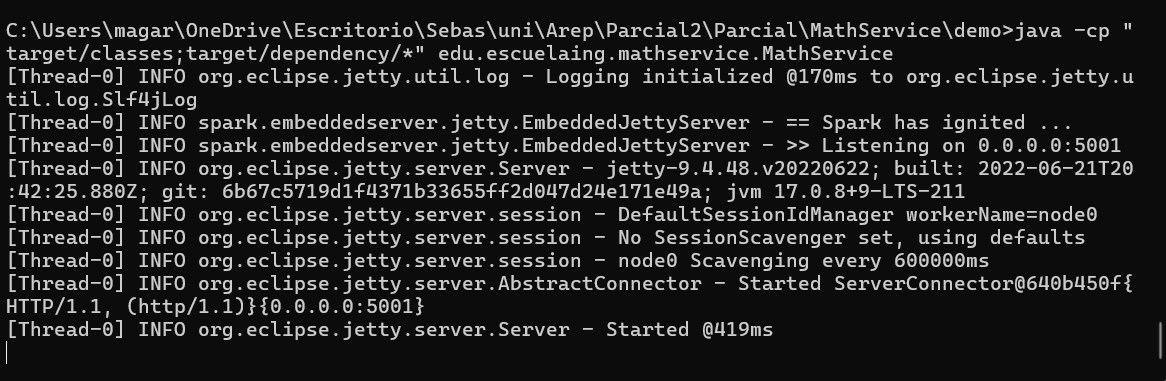 C:\Users\magar\OneDrive\Escritorio\Sebas\uni\Arep\Parcial2\Parcial\MathService\demo>java -cp "
target/classes;target/dependency/*" edu.escuelaing.mathservice.MathService
[Thread-0] INFO org.eclipse.jetty.util.log - Logging initialized @170ms to org.eclipse.jetty.u
til.log.Slf4jLog
[Thread-0] INFO spark.embeddedserver.jetty.EmbeddedJettyServer - == Spark has ignited ...
[Thread-0] INFO spark.embeddedserver.jetty.EmbeddedJettyServer - >> Listening on 0.0.0.0:5001
[Thread-0] INFO org.eclipse.jetty.server.Server - jetty-9.4.48.v20220622; built: 2022-06-21T20
:42:25.880Z; git: 6b67c5719d1f4371b33655ff2d047d24e171e49a; jvm 17.0.8+9-LTS-211
[Thread-0] INFO org.eclipse.jetty.server.session - DefaultSessionIdManager workerName=node0
[Thread-0] INFO org.eclipse.jetty.server.session - No SessionScavenger set, using defaults
[Thread-0] INFO org.eclipse.jetty.server.session - node0 Scavenging every 600000ms
[Thread-0] INFO org.eclipse.jetty.server.AbstractConnector - Started ServerConnector@640b450f{
HTTP/1.1, (http/1.1)}{0.0.0.0:5001}
[Thread-0] INFO org.eclipse.jetty.server.Server - Started @419ms